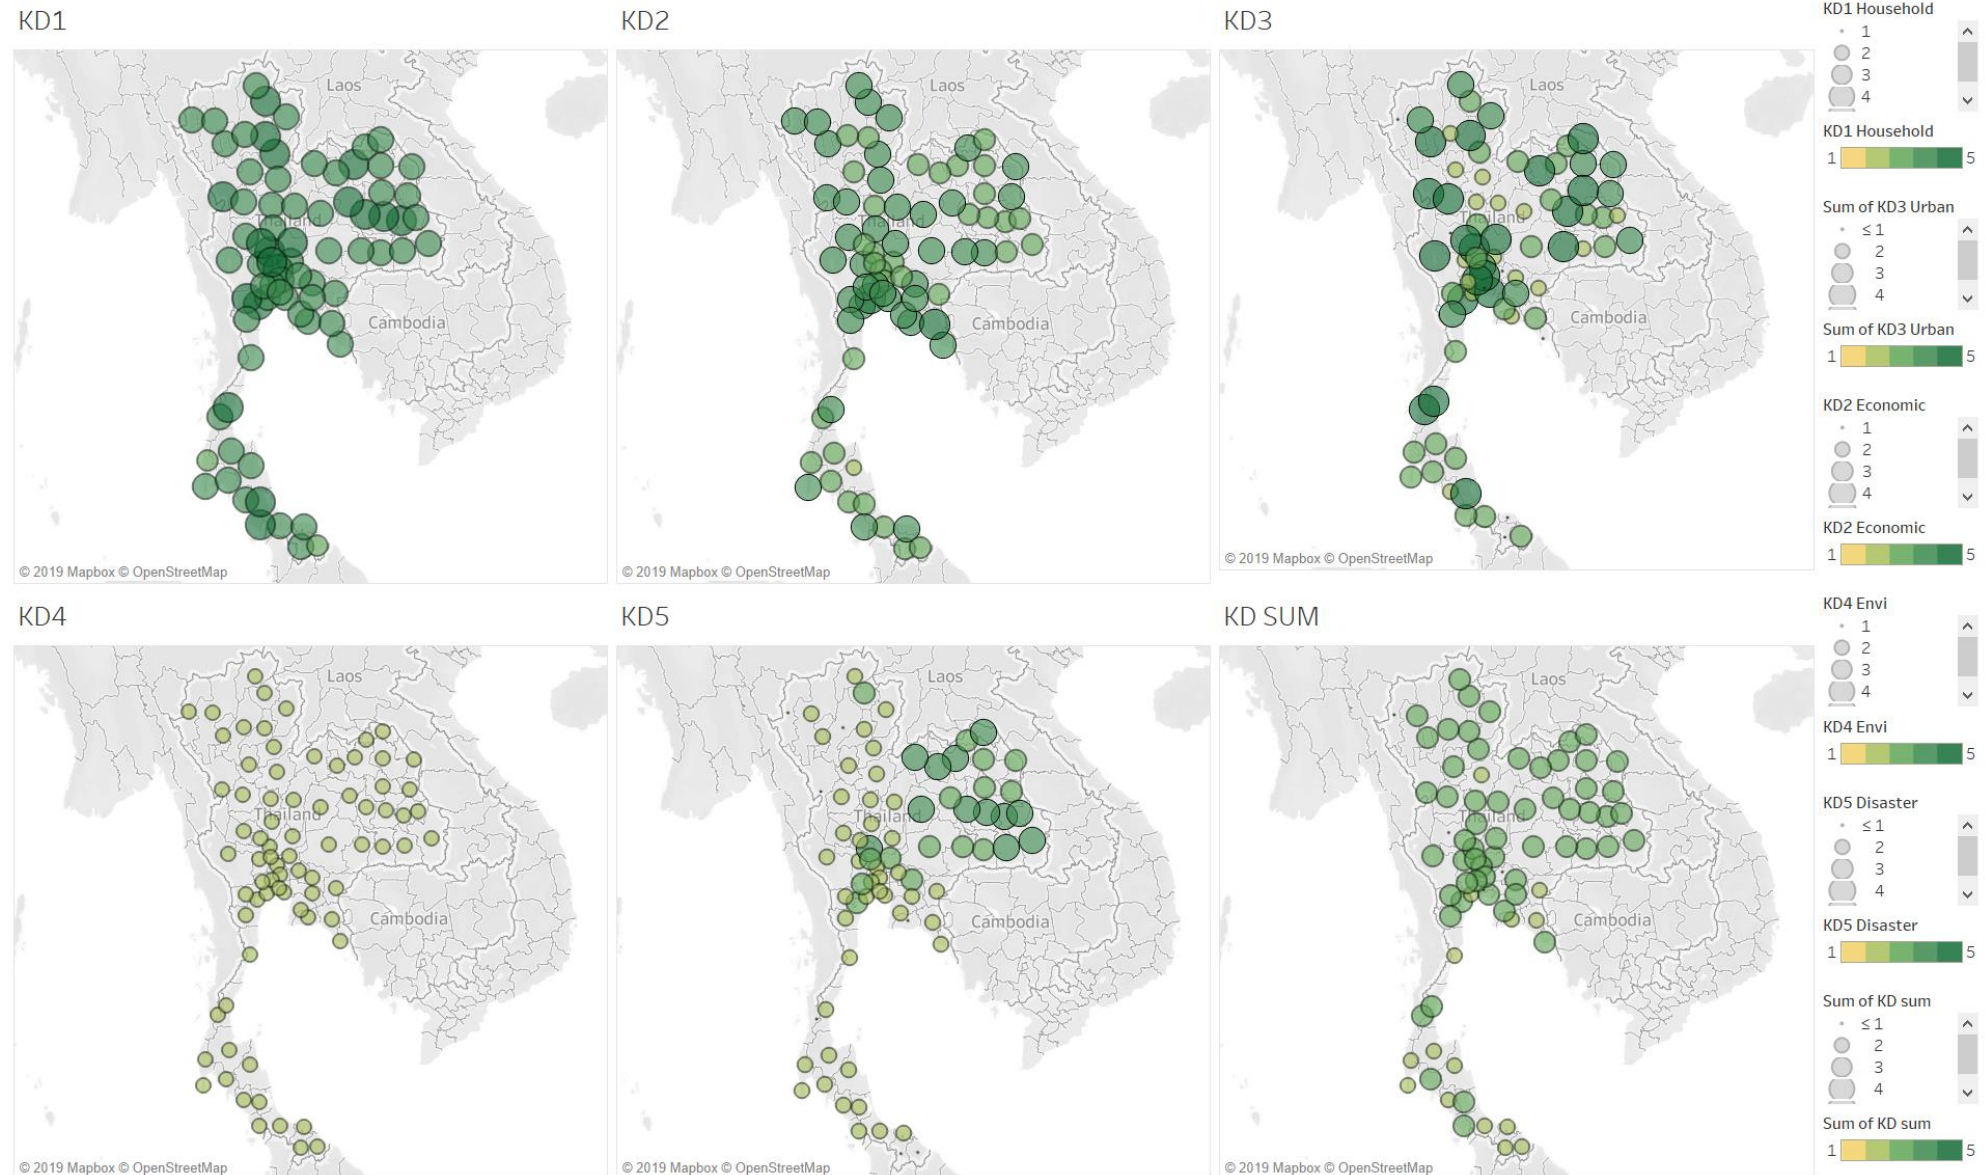 KD1
KD2
KD3
Laos
Thailand
Cambodia
© 2019 Mapbox © OpenStreetMap
Laos
Thailand
Cambodia
© 2019 Mapbox © OpenStreetMap
Laos
Thailand
Cambodia
© 2019 Mapbox © OpenStreetMap
KD1 Household
1
2
3
4
KD1 Household
1 5
Sum of KD3 Urban
≤ 1
2
3
4
Sum of KD3 Urban
1 5
KD2 Economic
1
2
3
4
KD2 Economic
1 5
KD4
KD5
KD SUM
Laos
Thailand
Cambodia
© 2019 Mapbox © OpenStreetMap
Laos
Thailand
Cambodia
© 2019 Mapbox © OpenStreetMap
Laos
Thailand
Cambodia
© 2019 Mapbox © OpenStreetMap
KD4 Envi
1
2
3
4
KD4 Envi
1 5
KD5 Disaster
≤ 1
2
3
4
KD5 Disaster
1 5
Sum of KD sum
≤ 1
2
3
4
Sum of KD sum
1 5